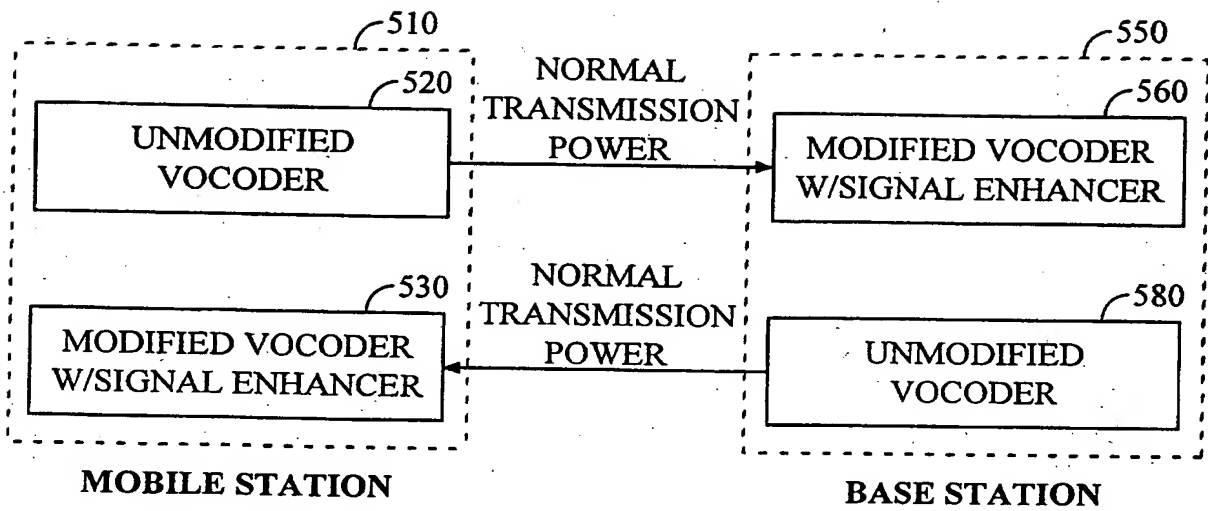 510
550
520
560
UNMODIFIED
VOCODER
NORMAL
TRANSMISSION
POWER
MODIFIED VOCODER
W/SIGNAL ENHANCER
530
580
MODIFIED VOCODER
W/SIGNAL ENHANCER
NORMAL
TRANSMISSION
POWER
UNMODIFIED
VOCODER
MOBILE STATION
BASE STATION